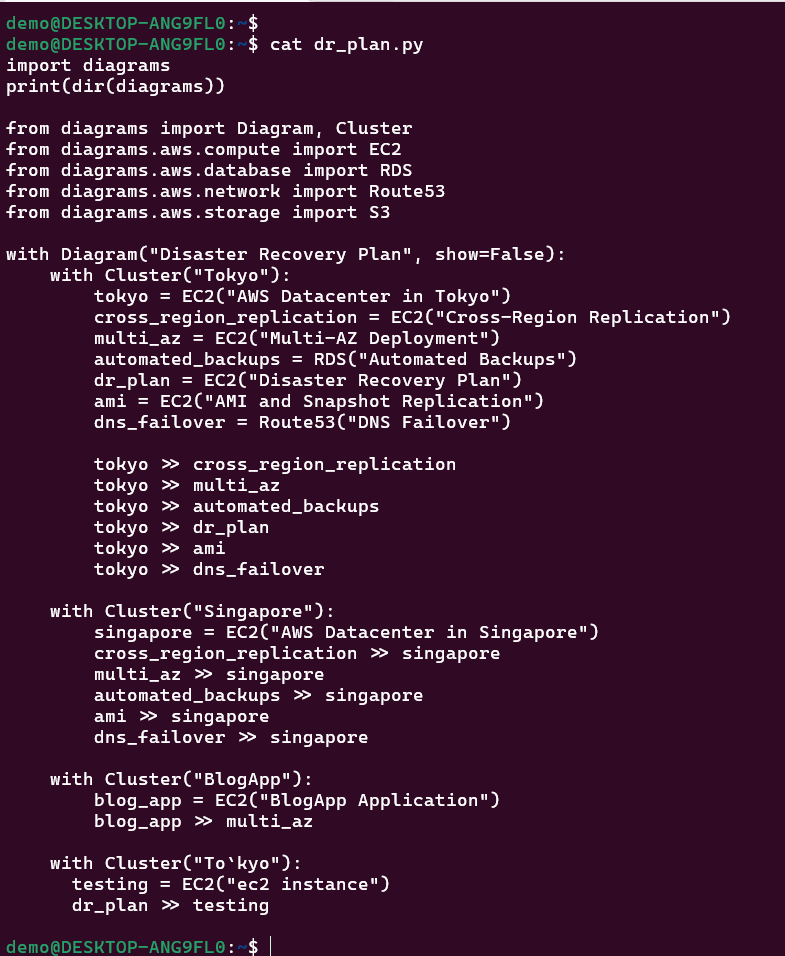 demo@DESKTOP-ANG9FL0:~$
demo@DESKTOP-ANG9FL0:~$ cat dr_plan.py
import diagrams
print(dir(diagrams))

from diagrams import Diagram, Cluster
from diagrams.aws.compute import EC2
from diagrams.aws.database import RDS
from diagrams.aws.network import Route53
from diagrams.aws.storage import S3

with Diagram("Disaster Recovery Plan", show=False):
    with Cluster("Tokyo"):
        tokyo = EC2("AWS Datacenter in Tokyo")
        cross_region_replication = EC2("Cross-Region Replication")
        multi_az = EC2("Multi-AZ Deployment")
        automated_backups = RDS("Automated Backups")
        dr_plan = EC2("Disaster Recovery Plan")
        ami = EC2("AMI and Snapshot Replication")
        dns_failover = Route53("DNS Failover")

        tokyo >> cross_region_replication
        tokyo >> multi_az
        tokyo >> automated_backups
        tokyo >> dr_plan
        tokyo >> ami
        tokyo >> dns_failover

    with Cluster("Singapore"):
        singapore = EC2("AWS Datacenter in Singapore")
        cross_region_replication >> singapore
        multi_az >> singapore
        automated_backups >> singapore
        ami >> singapore
        dns_failover >> singapore

    with Cluster("BlogApp"):
        blog_app = EC2("BlogApp Application")
        blog_app >> multi_az

    with Cluster("To`kyo"):
      testing = EC2("ec2 instance")
      dr_plan >> testing

demo@DESKTOP-ANG9FL0:~$